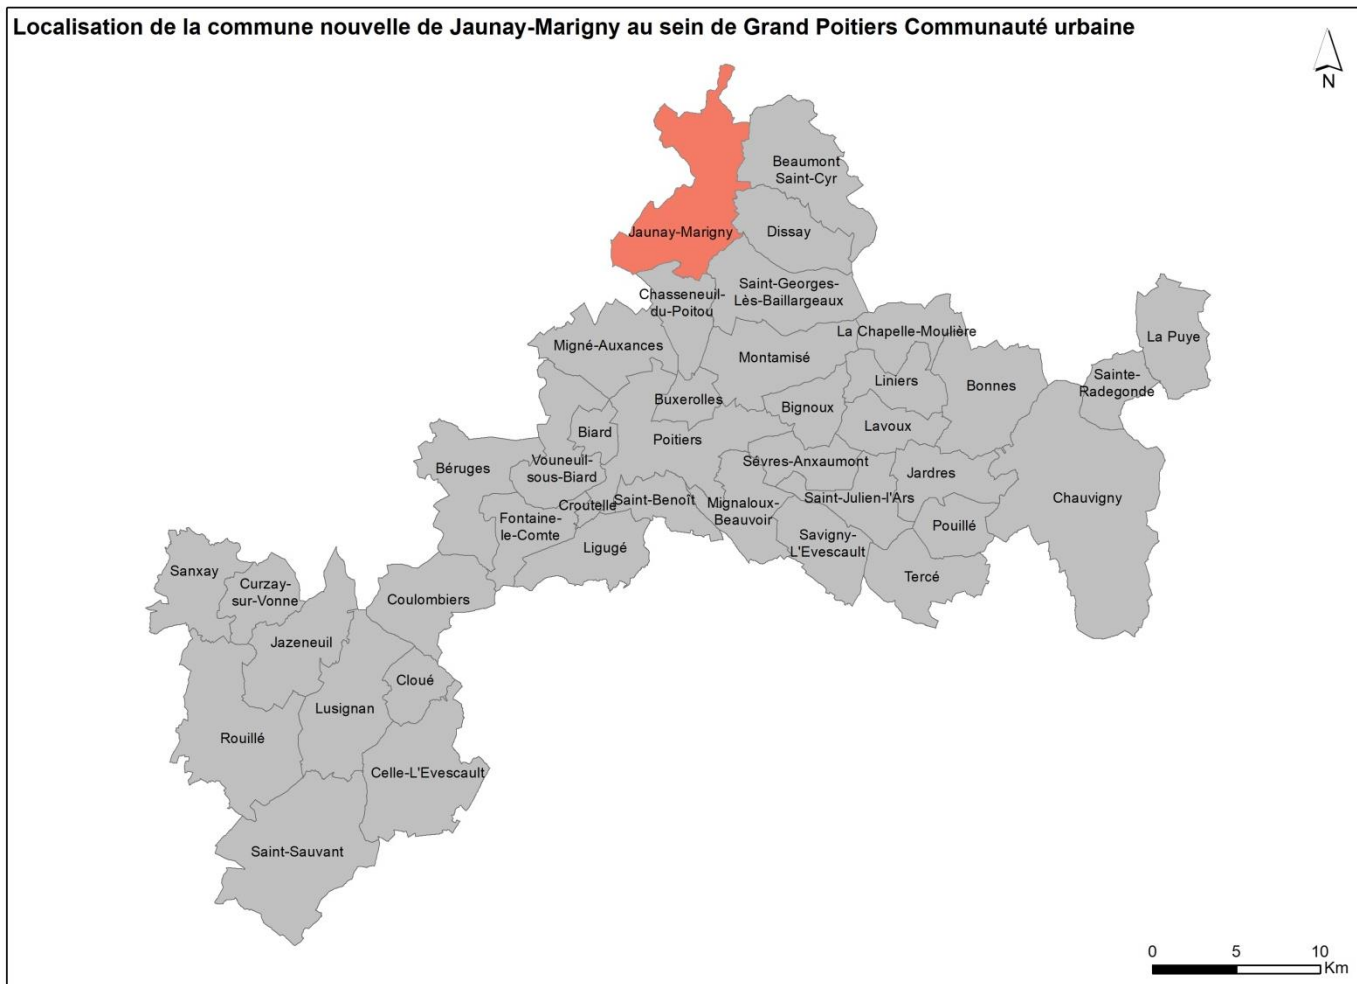 Localisation de la commune nouvelle de Jaunay-Marigny au sein de Grand Poitiers Communauté urbaine
N
Beaumont
Saint-Cyr
Jaunay-Marigny
Dissay
Chasseneuil-
du-Poitou
Saint-Georges-
Lès-Baillargeaux
La Chapelle-Moulière
La Puye
Migné-Auxances
Montamisé
Sainte-
Radegonde
Liniers
Bonnes
Buxerolles
Bignoux
Biard
Poitiers
Lavoux
Béruges
Vouneuil-
sous-Biard
Sévres-Anxaumont
Jardres
Chauvigny
Croutelle
Saint-Benoît
Mignaloux-
Beauvoir
Saint-Julien-l'Ars
Fontaine-
le-Comte
Pouillé
Ligugé
Savigny-
L'Evescault
Tercé
Sanxay
Curzay-
sur-Vonne
Coulombiers
Jazeneuil
Cloué
Lusignan
Rouillé
Celle-L'Evescault
Saint-Sauvant
0 5 10
Km